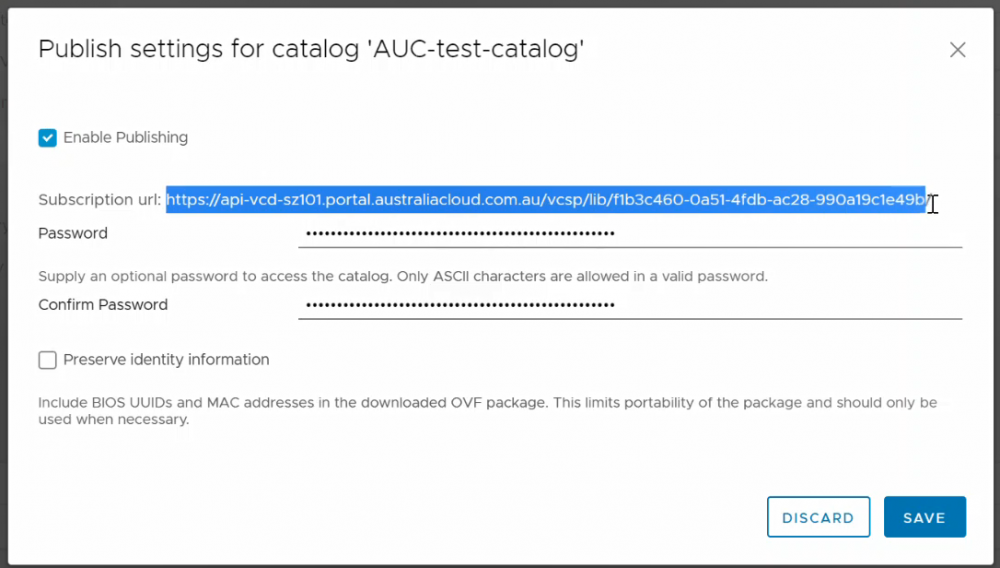 Publish settings for catalog 'AUC-test-catalog'
Enable Publishing
Subscription url: https://api-vcd-sz101.portal.australiacloud.com.au/vcsp/lib/f1b3c460-0a51-4fdb-ac28-990a19c1e49b/
Password ••••••••••••••••••••••••••••••••••••••••••••••••••
Supply an optional password to access the catalog. Only ASCII characters are allowed in a valid password.
Confirm Password ••••••••••••••••••••••••••••••••••••••••••••••••••
Preserve identity information
Include BIOS UUIDs and MAC addresses in the downloaded OVF package. This limits portability of the package and should only be
used when necessary.
DISCARD SAVE